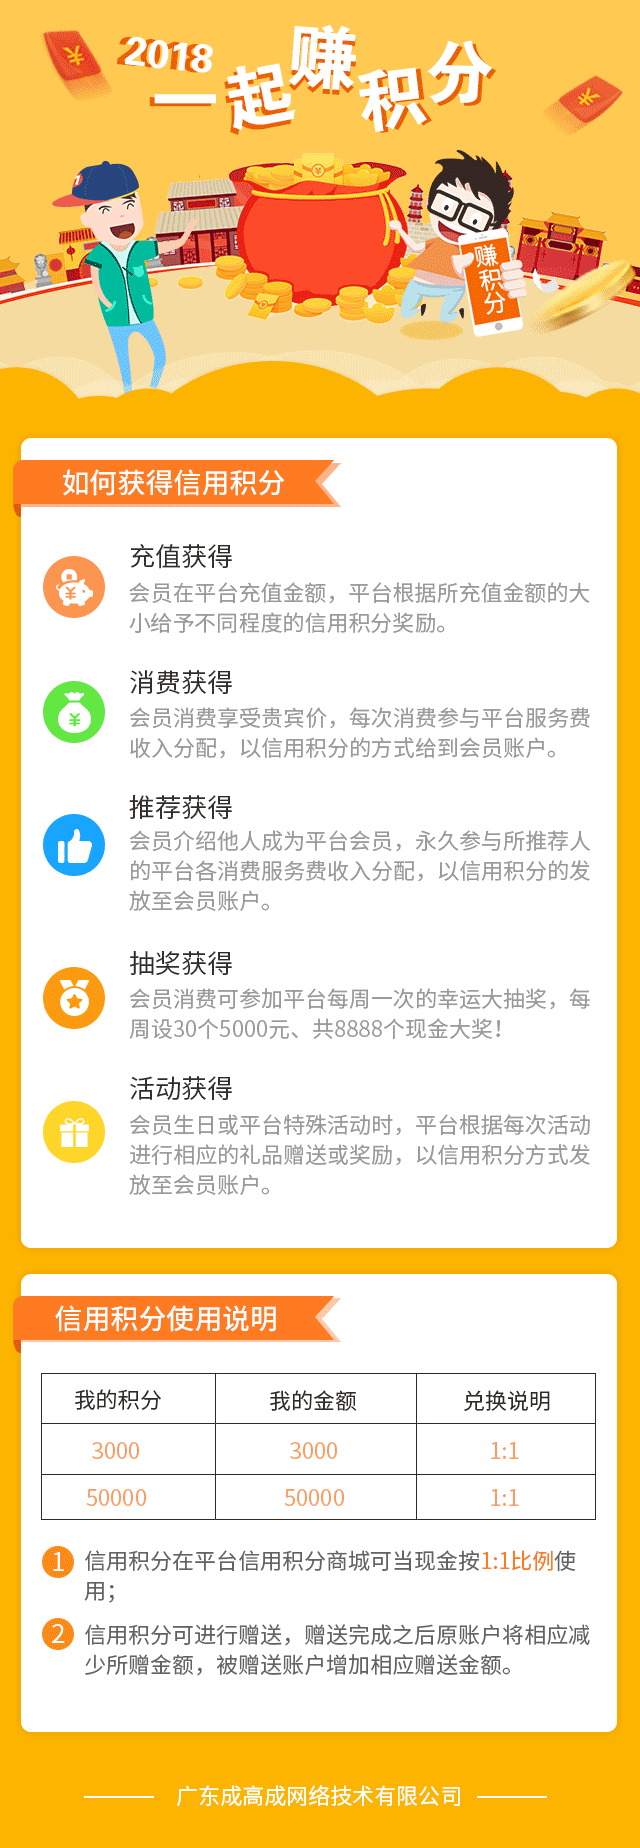 2018
一起赚积分
赚积分
如何获得信用积分
充值获得
会员在平台充值金额，平台根据所充值金额的大
小给予不同程度的信用积分奖励。
消费获得
会员消费享受贵宾价，每次消费参与平台服务费
收入分配，以信用积分的方式给到会员账户。
推荐获得
会员介绍他人成为平台会员，永久参与所推荐人
的平台各消费服务费收入分配，以信用积分的发
放至会员账户。
抽奖获得
会员消费可参加平台每周一次的幸运大抽奖，每
周设30个5000元、共8888个现金大奖！
活动获得
会员生日或平台特殊活动时，平台根据每次活动
进行相应的礼品赠送或奖励，以信用积分方式发
放至会员账户。
信用积分使用说明
我的积分 我的金额 兑换说明
3000 3000 1:1
50000 50000 1:1
1 信用积分在平台信用积分商城可当现金按1:1比例使
用；
2 信用积分可进行赠送，赠送完成之后原账户将相应减
少所赠金额，被赠送账户增加相应赠送金额。
广东成高成网络技术有限公司